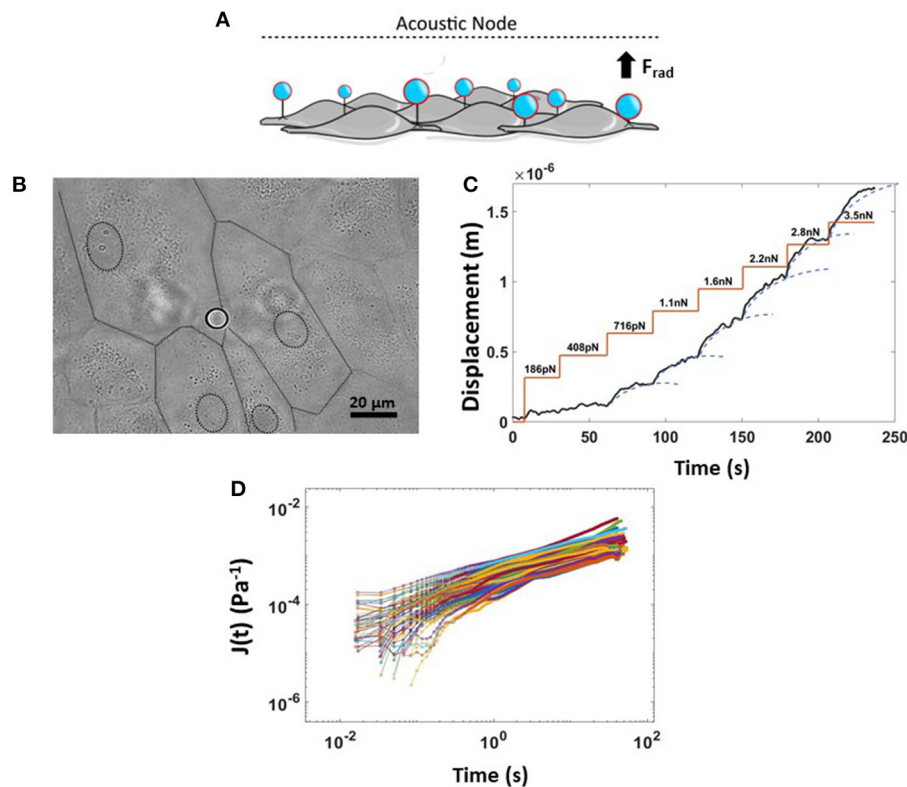 A
Acoustic Node
F_rad
B
20 μm
C
×10^-6
Displacement (m)
1.5
1
0.5
0
186pN
408pN
716pN
1.1nN
1.6nN
2.2nN
2.8nN
3.5nN
0
50
100
150
200
250
Time (s)
D
J(t) (Pa^-1)
10^-2
10^-4
10^-6
10^-2
10^0
10^2
Time (s)